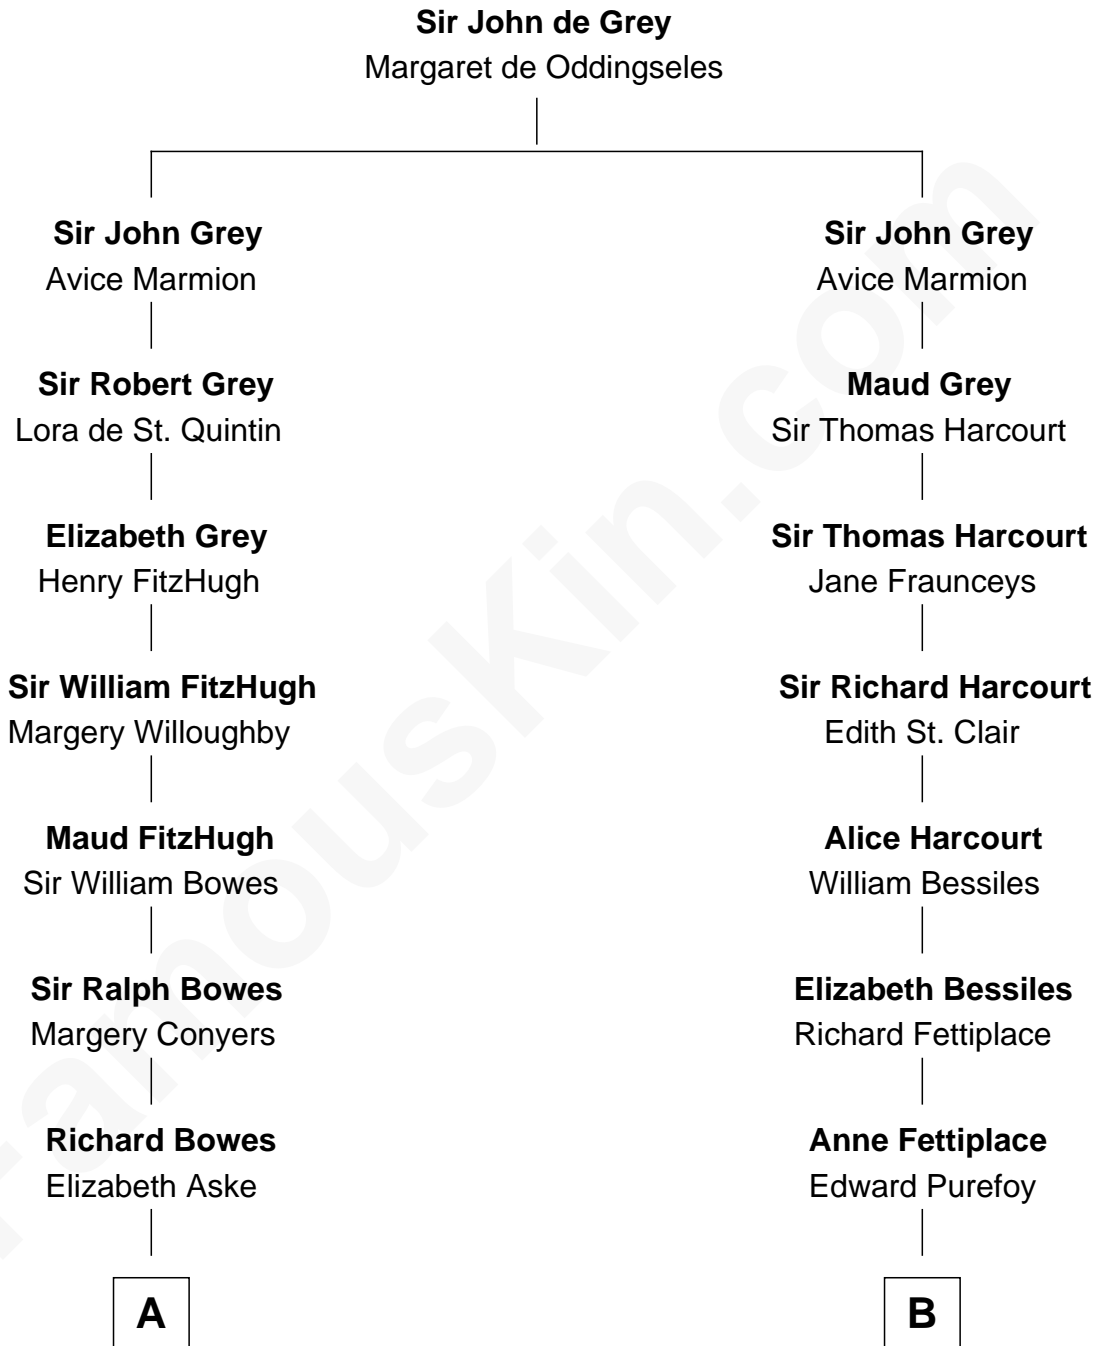 Sir John de Grey
Margaret de Oddingseles
Sir John Grey
Avice Marmion
Sir John Grey
Avice Marmion
Sir Robert Grey
Lora de St. Quintin
Maud Grey
Sir Thomas Harcourt
Elizabeth Grey
Henry FitzHugh
Sir Thomas Harcourt
Jane Fraunceys
Sir William FitzHugh
Margery Willoughby
Sir Richard Harcourt
Edith St. Clair
Maud FitzHugh
Sir William Bowes
Alice Harcourt
William Bessiles
Sir Ralph Bowes
Margery Conyers
Elizabeth Bessiles
Richard Fettiplace
Richard Bowes
Elizabeth Aske
Anne Fettiplace
Edward Purefoy
A
B
FamousKin.com